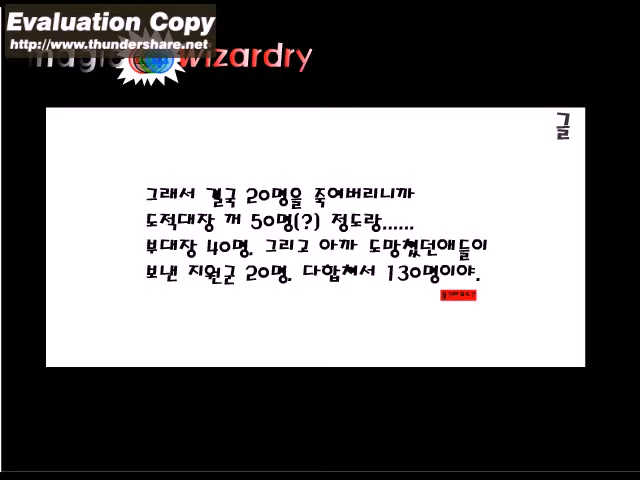 Evaluation Copy
http://www.thundershare.net
magic wizardry
글
그래서 결국 20명을 죽여버리니까
도적대장 꺼 50명(?) 정도랑......
부대장 40명. 그리고 아까 도망쳤던애들이
보낸 지원군 20명. 다합쳐서 130명이야.